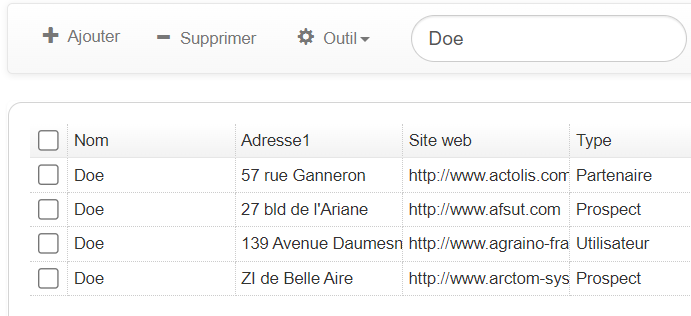 Ajouter Supprimer Outil Doe
Nom Adresse1 Site web Type
Doe 57 rue Ganneron http://www.actolis.com Partenaire
Doe 27 bld de l'Ariane http://www.afsut.com Prospect
Doe 139 Avenue Daumesn http://www.agraino-fra Utilisateur
Doe ZI de Belle Aire http://www.arctom-sys Prospect